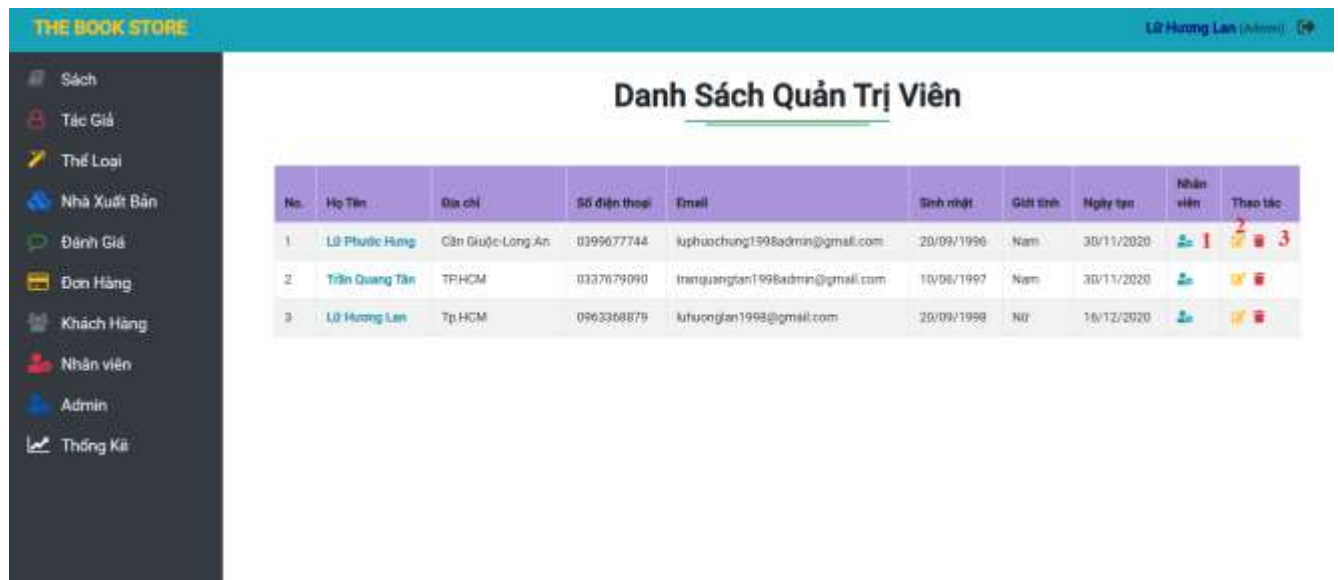 THE BOOK STORE
Lữ Hương Lan (Admin)
Sách
Tác Giả
Thể Loại
Nhà Xuất Bản
Đánh Giá
Đơn Hàng
Khách Hàng
Nhân viên
Admin
Thống Kê
Danh Sách Quản Trị Viên
No. Họ Tên Địa chỉ Số điện thoại Email Sinh nhật Giới tính Ngày tạo Nhân viên Thao tác
1 Lữ Phước Hưng Cần Giuộc-Long An 0399677744 luphuochung1998admin@gmail.com 20/09/1996 Nam 30/11/2020 1 2 3
2 Trần Quang Tân TP.HCM 0337679090 tranquangtan1998admin@gmail.com 10/06/1997 Nam 30/11/2020
3 Lữ Hương Lan Tp.HCM 0963368879 luhuonglan1998@gmail.com 20/09/1998 Nữ 16/12/2020